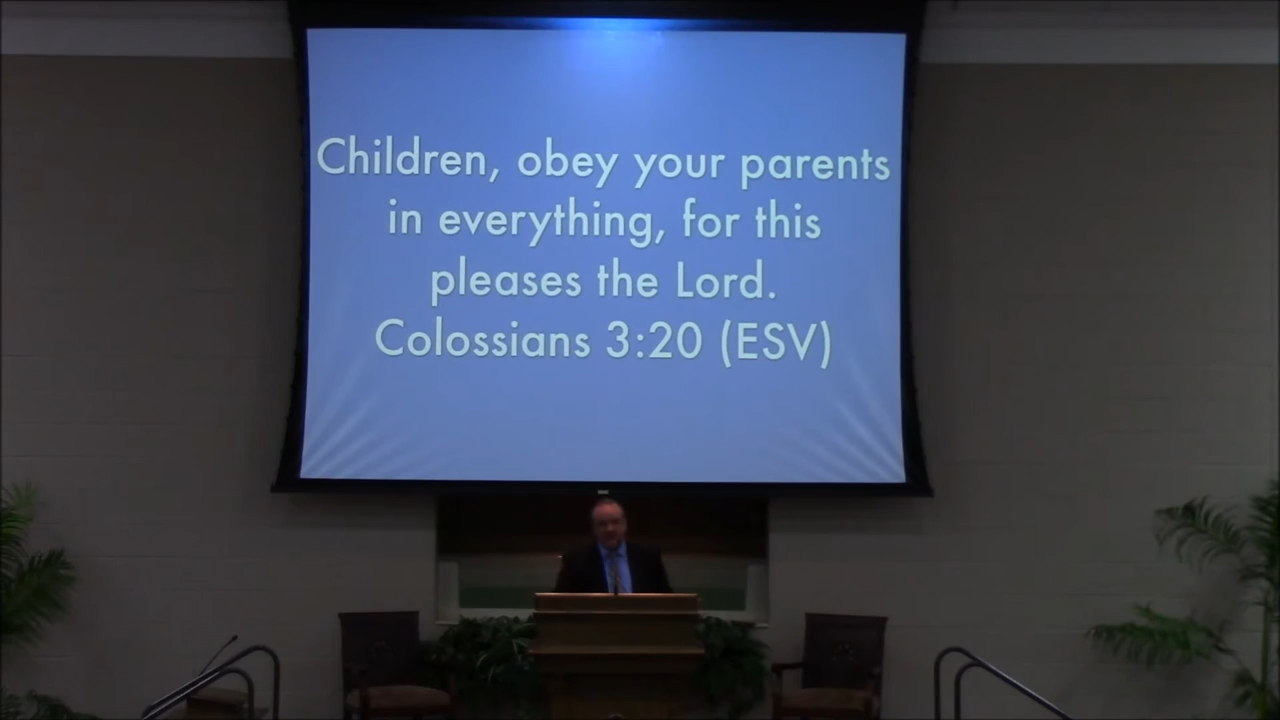 Children, obey your parents
in everything, for this
pleases the Lord.
Colossians 3:20 (ESV)